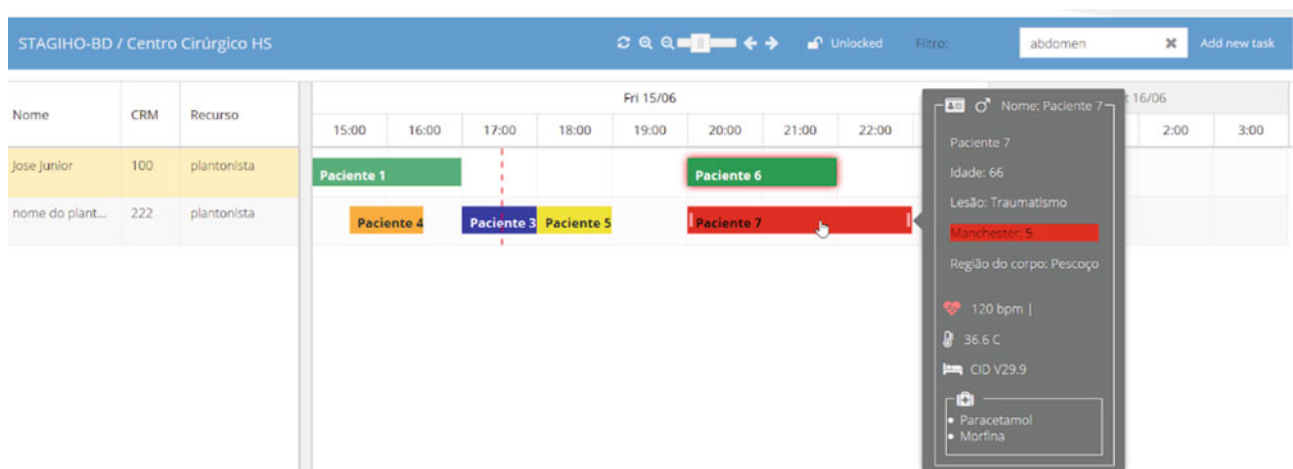 STAGIHO-BD / Centro Cirúrgico HS
Unlocked
Filtro:
abdomen
Add new task
Nome CRM Recurso
Fri 15/06
t 16/06
15:00 16:00 17:00 18:00 19:00 20:00 21:00 22:00 2:00 3:00
Jose Junior 100 plantonista
Paciente 1 Paciente 6
nome do plant... 222 plantonista
Paciente 4 Paciente 3 Paciente 5 Paciente 7
Nome: Paciente 7
Paciente 7
Idade: 66
Lesão: Traumatismo
Manchester: 5
Região do corpo: Pescoço
120 bpm |
36.6 C
CID V29.9
• Paracetamol
• Morfina